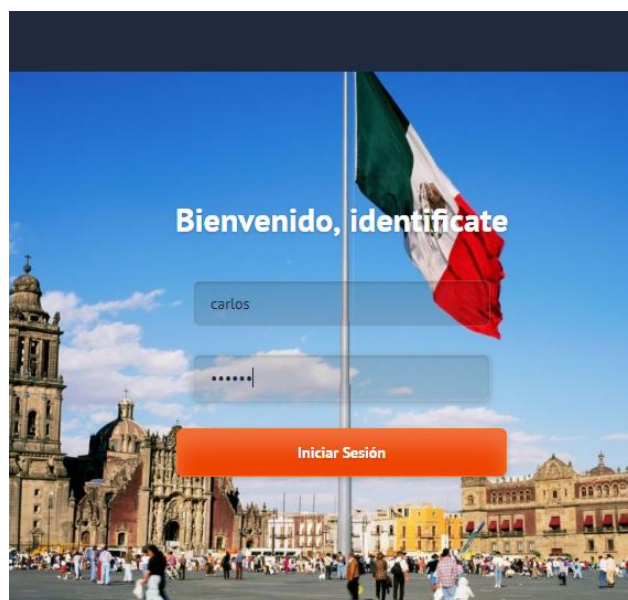 Bienvenido, identificate
carlos
••••••
Iniciar Sesión